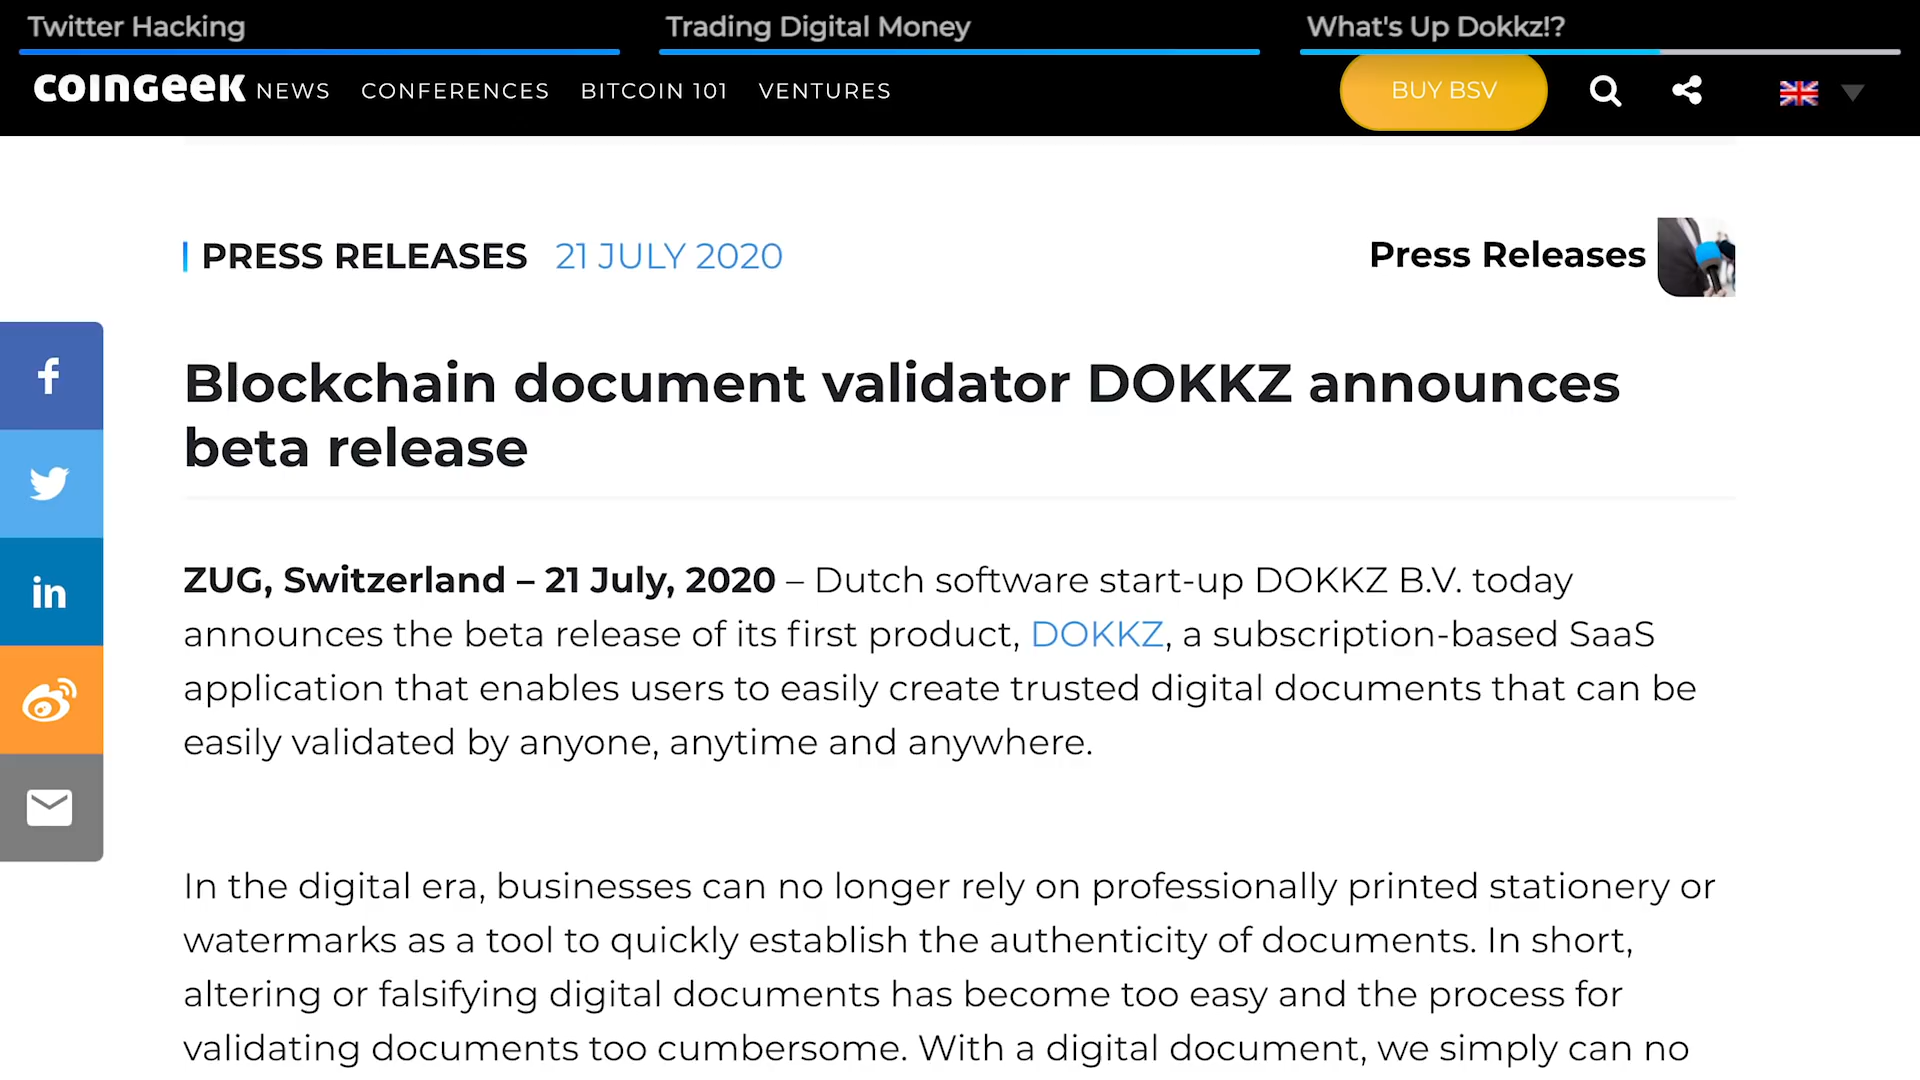 Twitter Hacking
Trading Digital Money
What's Up Dokkz!?
COINGEEK
NEWS
CONFERENCES
BITCOIN 101
VENTURES
BUY BSV
PRESS RELEASES
21 JULY 2020
Press Releases
Blockchain document validator DOKKZ announces
beta release
ZUG, Switzerland – 21 July, 2020 – Dutch software start-up DOKKZ B.V. today
announces the beta release of its first product, DOKKZ, a subscription-based SaaS
application that enables users to easily create trusted digital documents that can be
easily validated by anyone, anytime and anywhere.
In the digital era, businesses can no longer rely on professionally printed stationery or
watermarks as a tool to quickly establish the authenticity of documents. In short,
altering or falsifying digital documents has become too easy and the process for
validating documents too cumbersome. With a digital document, we simply can no